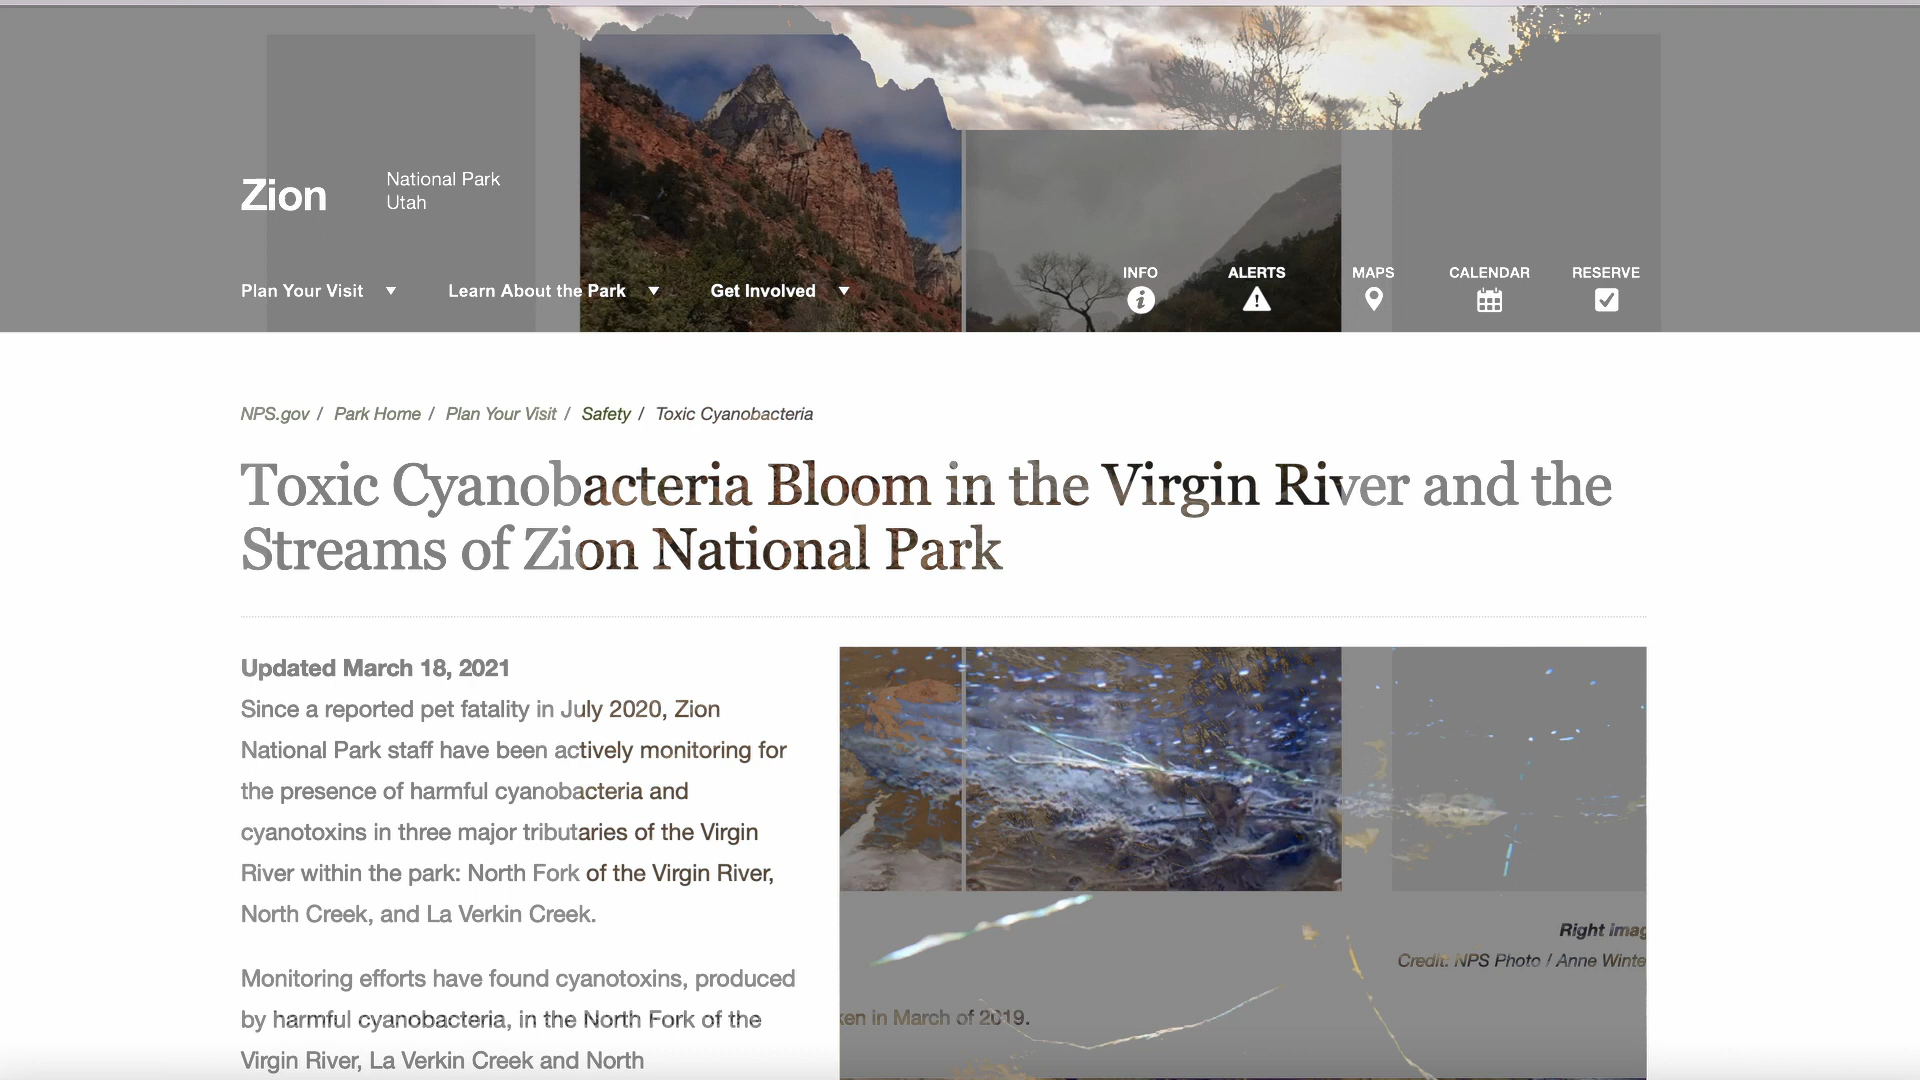 Zion
National Park
Utah
Plan Your Visit
Learn About the Park
Get Involved
INFO
ALERTS
MAPS
CALENDAR
RESERVE
NPS.gov / Park Home / Plan Your Visit / Safety / Toxic Cyanobacteria
Toxic Cyanobacteria Bloom in the Virgin River and the
Streams of Zion National Park
Updated March 18, 2021
Since a reported pet fatality in July 2020, Zion
National Park staff have been actively monitoring for
the presence of harmful cyanobacteria and
cyanotoxins in three major tributaries of the Virgin
River within the park: North Fork of the Virgin River,
North Creek, and La Verkin Creek.
Monitoring efforts have found cyanotoxins, produced
by harmful cyanobacteria, in the North Fork of the
Virgin River, La Verkin Creek and North
Right Imag
Credit: NPS Photo / Anne Winte
ken in March of 2019.